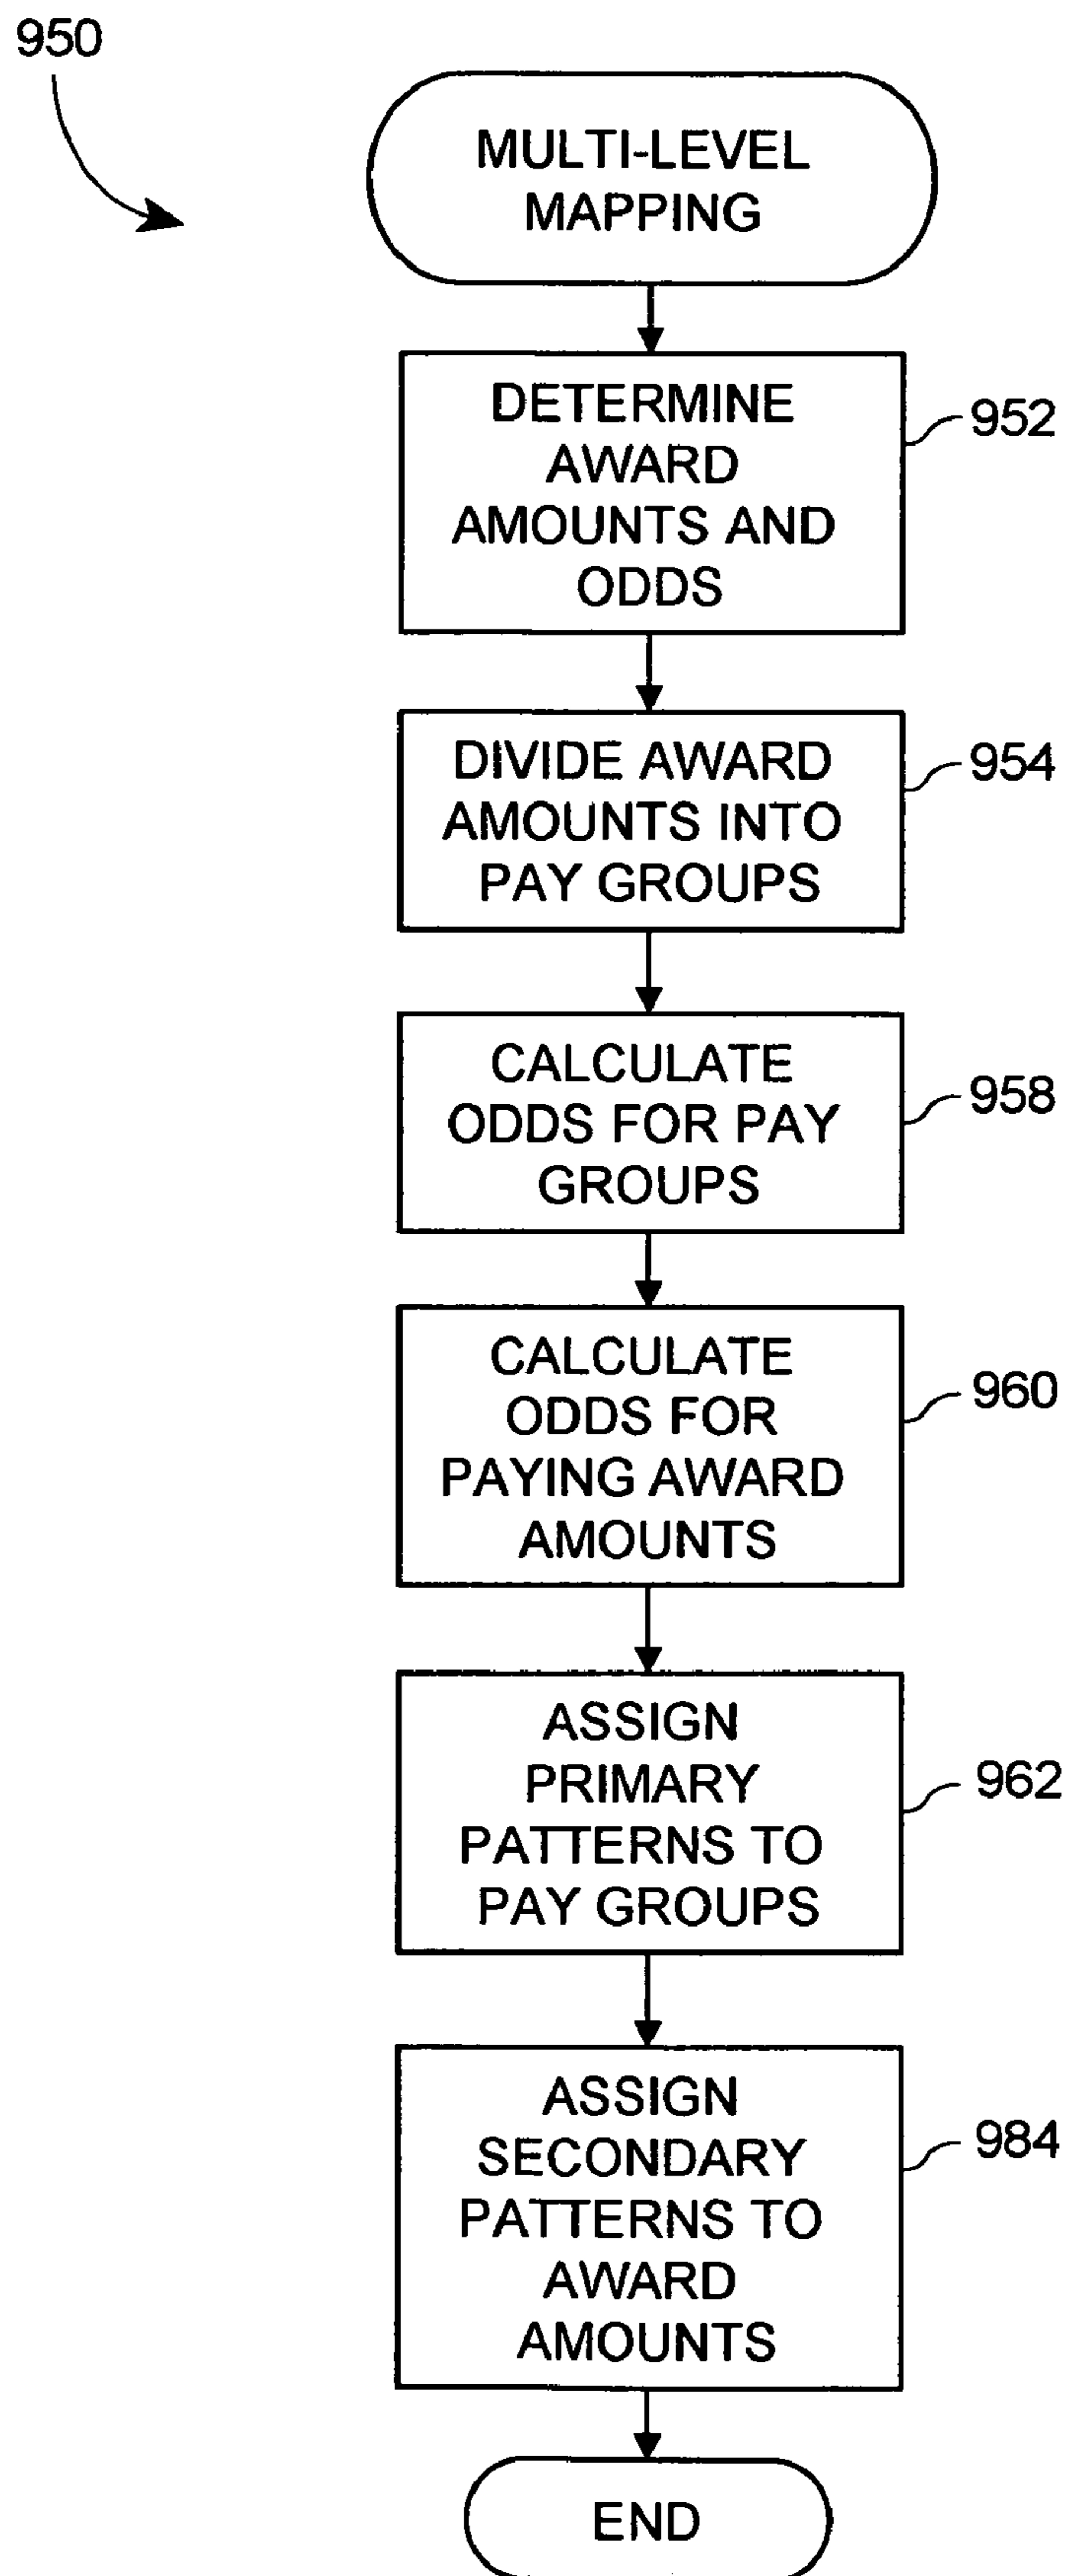 950
MULTI-LEVEL
MAPPING
DETERMINE
AWARD
AMOUNTS AND
ODDS
952
DIVIDE AWARD
AMOUNTS INTO
PAY GROUPS
954
CALCULATE
ODDS FOR PAY
GROUPS
958
CALCULATE
ODDS FOR
PAYING AWARD
AMOUNTS
960
ASSIGN
PRIMARY
PATTERNS TO
PAY GROUPS
962
ASSIGN
SECONDARY
PATTERNS TO
AWARD
AMOUNTS
984
END